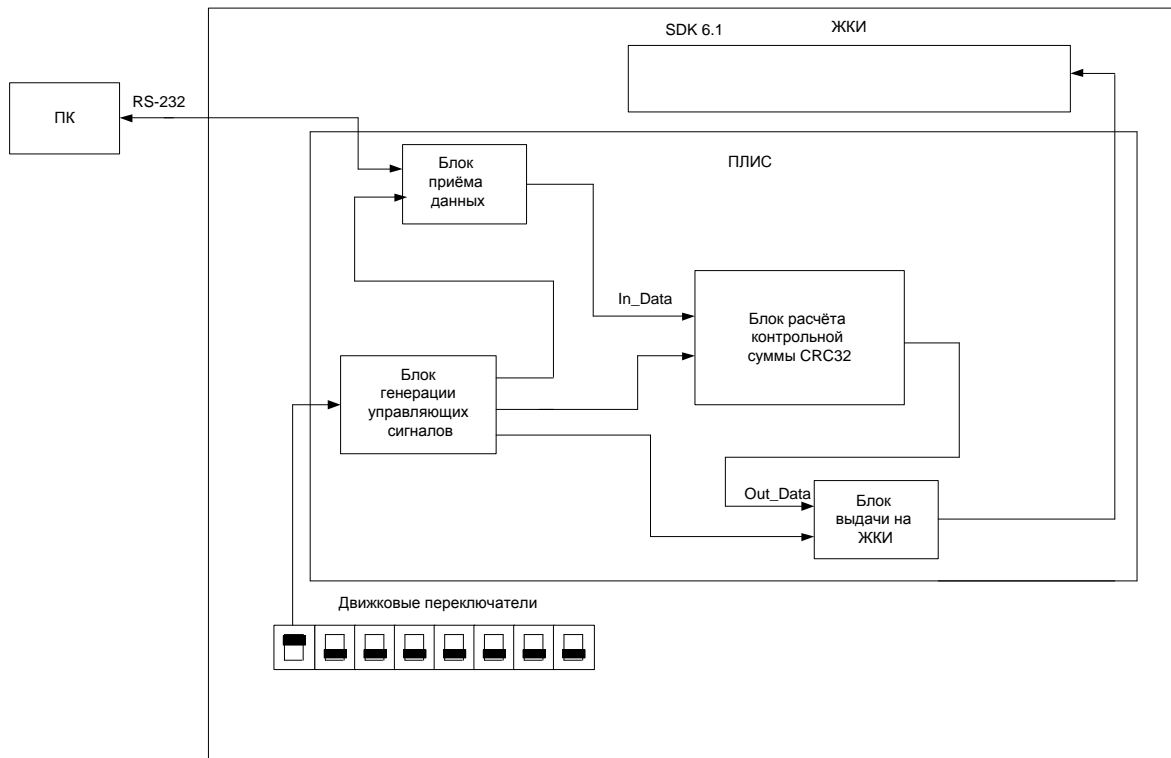 SDK 6.1
ЖКИ
RS-232
ПК
ПЛИС
Блок
приёма
данных
In_Data
Блок расчёта
контрольной
суммы CRC32
Блок
генерации
управляющих
сигналов
Out_Data
Блок
выдачи на
ЖКИ
Движковые переключатели